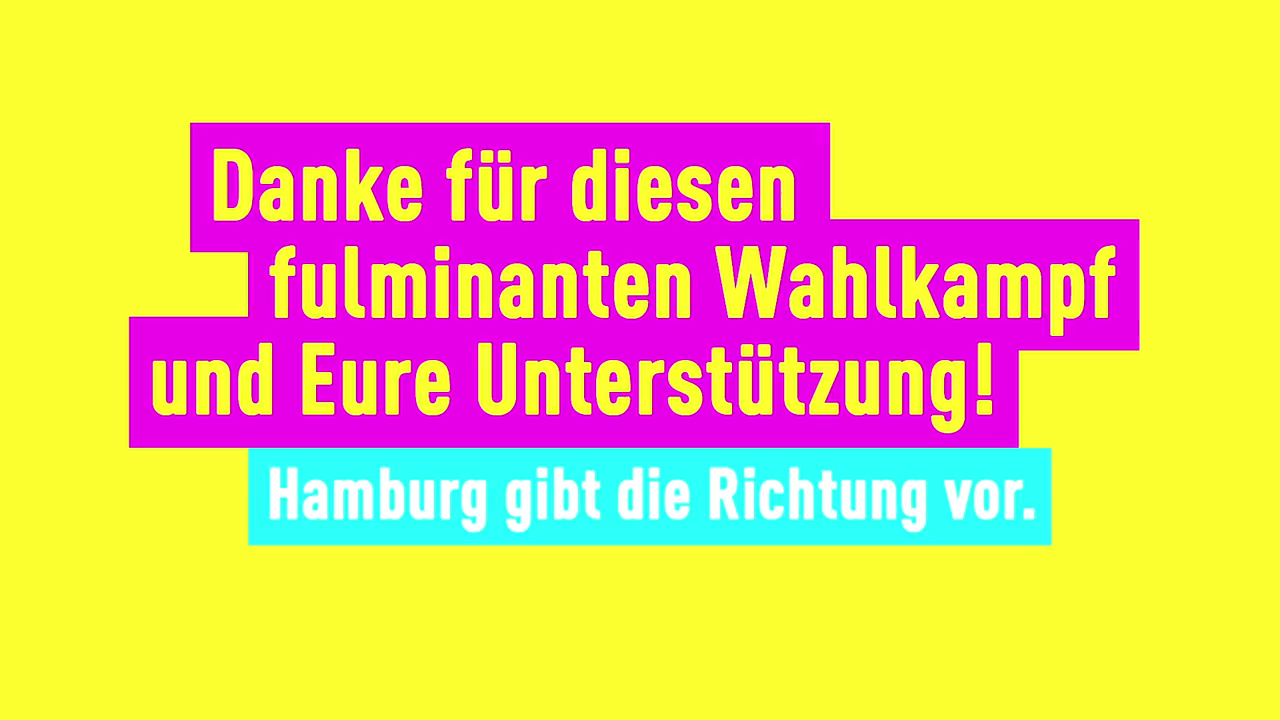 Danke für diesen
fulminanten Wahlkampf
und Eure Unterstützung!
Hamburg gibt die Richtung vor.